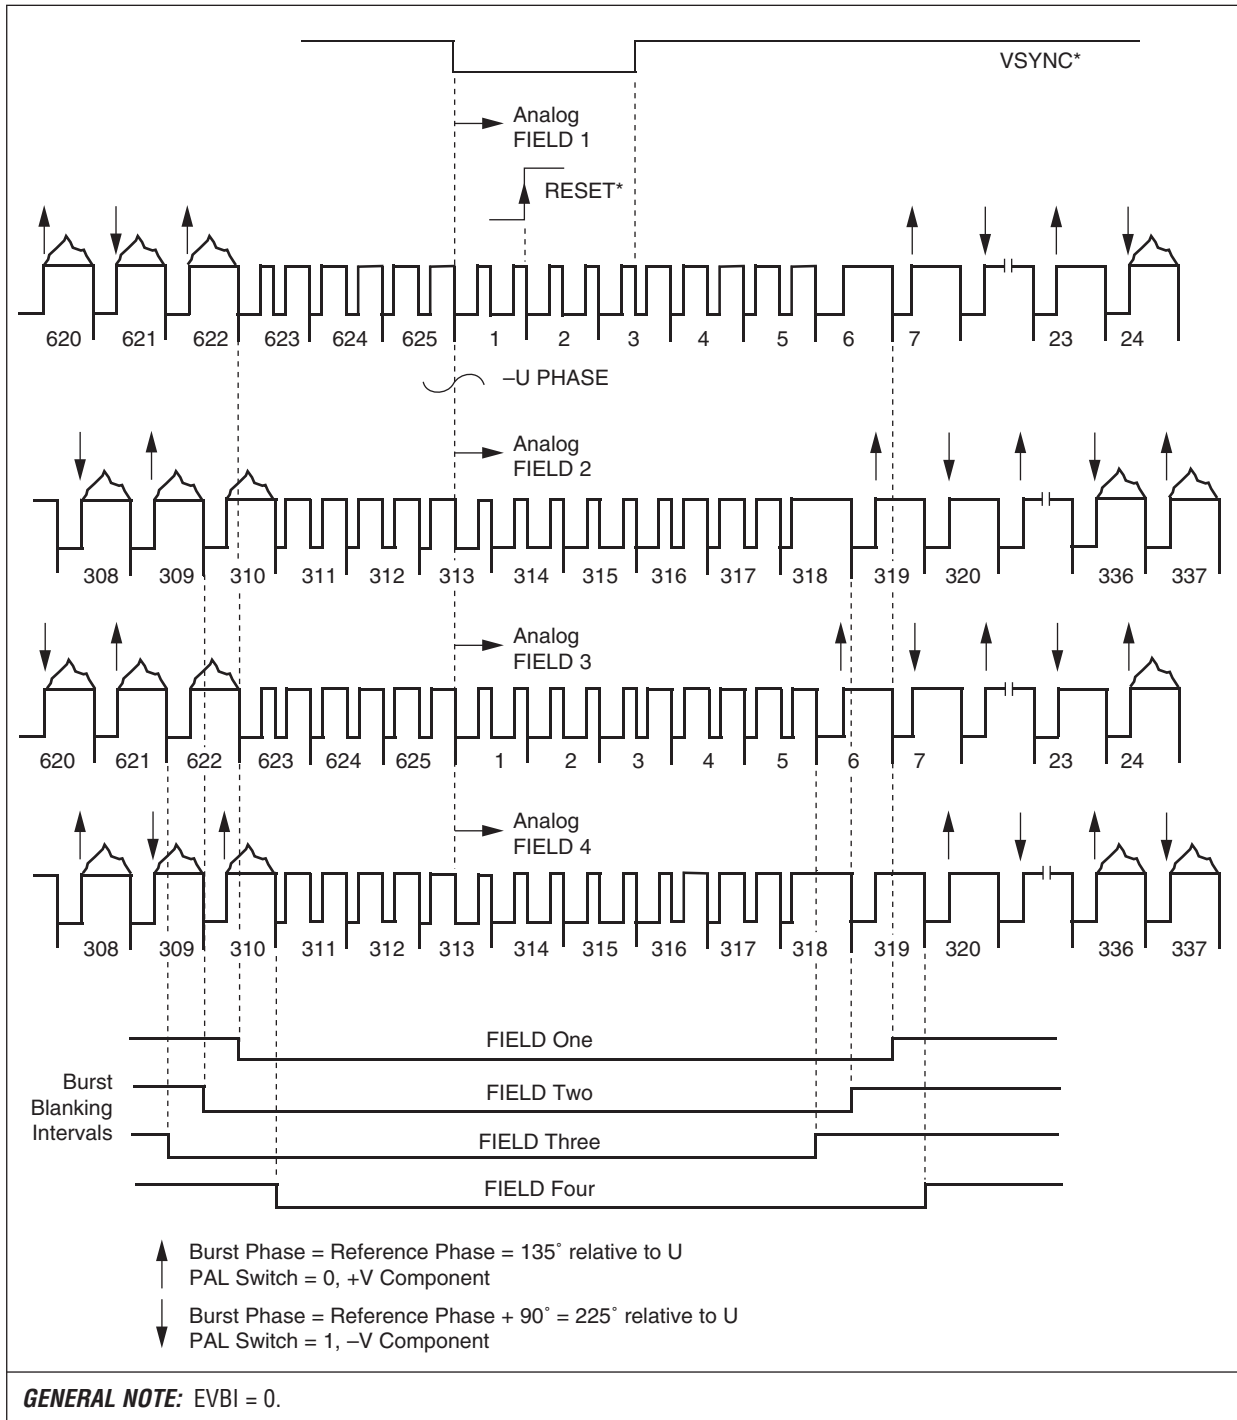 VSYNC*
Analog
FIELD 1
RESET*
620 621 622 623 624 625 1 2 3 4 5 6 7 23 24
–U PHASE
Analog
FIELD 2
308 309 310 311 312 313 314 315 316 317 318 319 320 336 337
Analog
FIELD 3
620 621 622 623 624 625 1 2 3 4 5 6 7 23 24
Analog
FIELD 4
308 309 310 311 312 313 314 315 316 317 318 319 320 336 337
FIELD One
Burst
Blanking
Intervals
FIELD Two
FIELD Three
FIELD Four
Burst Phase = Reference Phase = 135° relative to U
PAL Switch = 0, +V Component
Burst Phase = Reference Phase + 90° = 225° relative to U
PAL Switch = 1, –V Component
GENERAL NOTE: EVBI = 0.